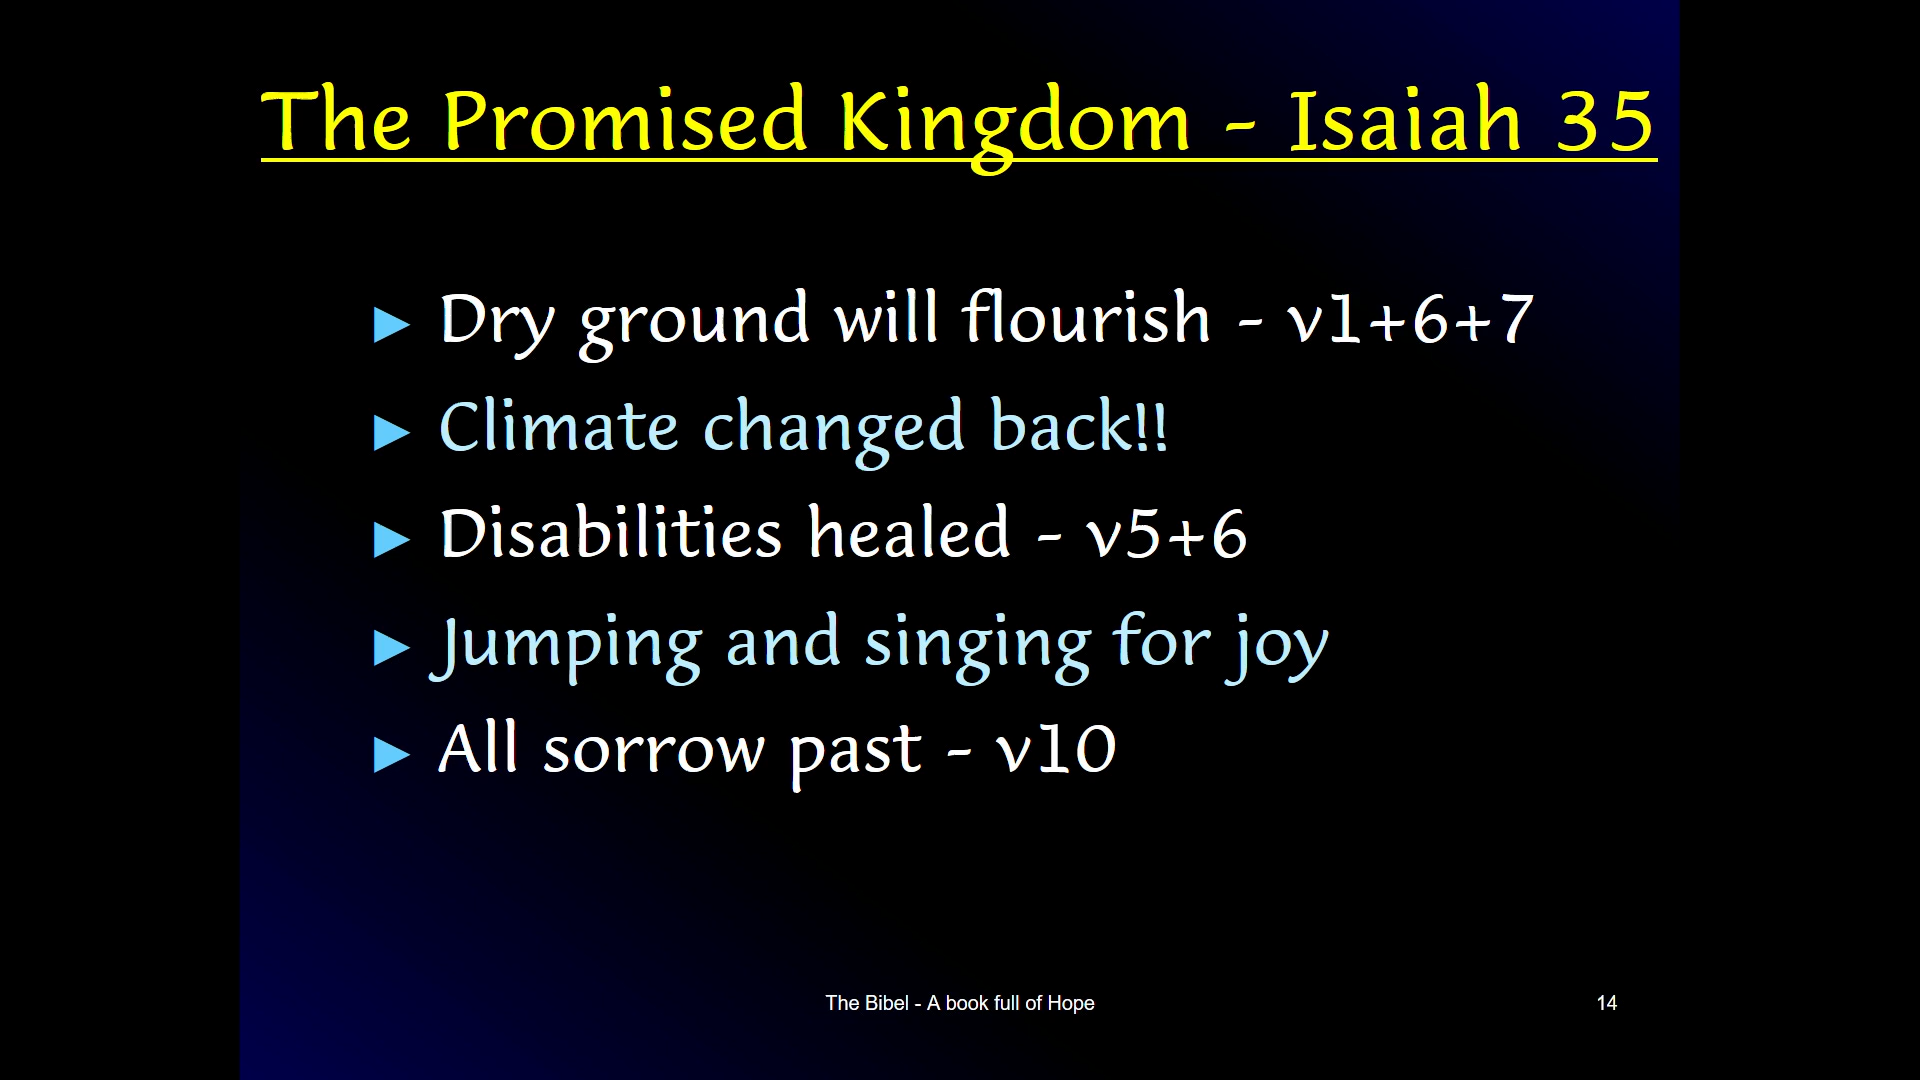 The Promised Kingdom - Isaiah 35
► Dry ground will flourish - v1+6+7
► Climate changed back!!
► Disabilities healed - v5+6
► Jumping and singing for joy
► All sorrow past - v10
The Bibel - A book full of Hope
14